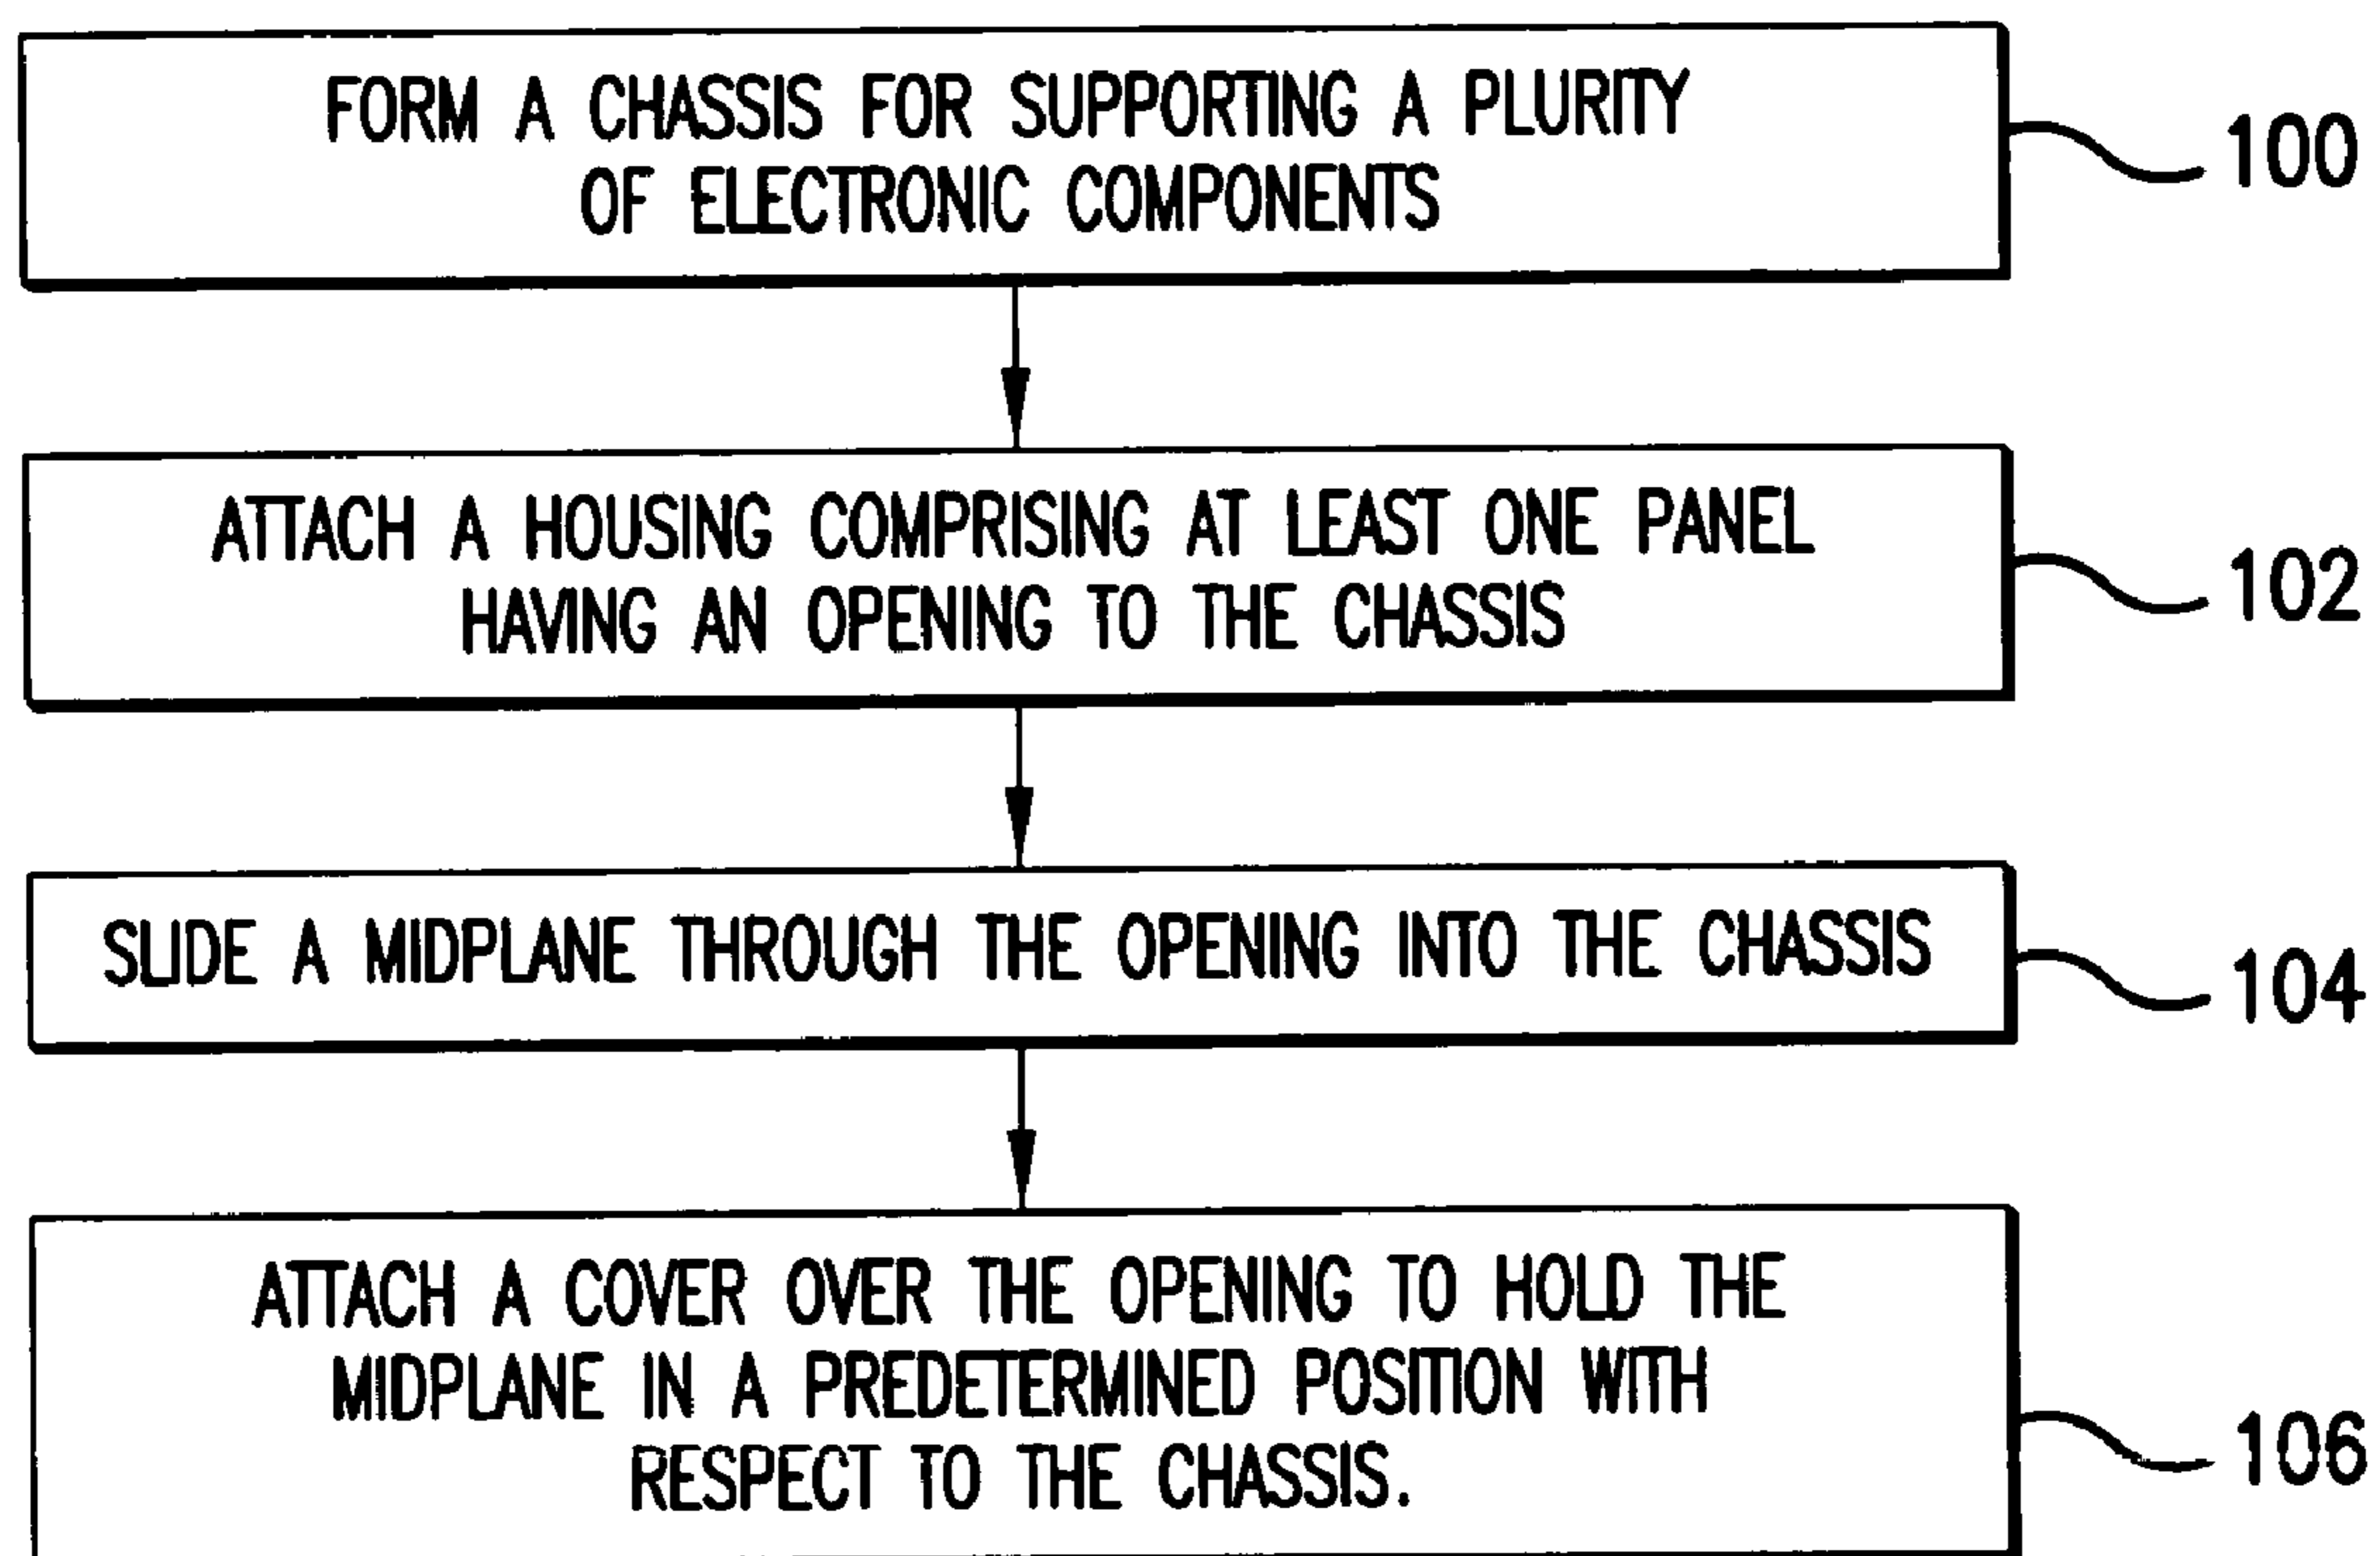 FORM A CHASSIS FOR SUPPORTING A PLURITY
OF ELECTRONIC COMPONENTS
100
ATTACH A HOUSING COMPRISING AT LEAST ONE PANEL
HAVING AN OPENING TO THE CHASSIS
102
SLIDE A MIDPLANE THROUGH THE OPENING INTO THE CHASSIS
104
ATTACH A COVER OVER THE OPENING TO HOLD THE
MIDPLANE IN A PREDETERMINED POSITION WITH
RESPECT TO THE CHASSIS.
106